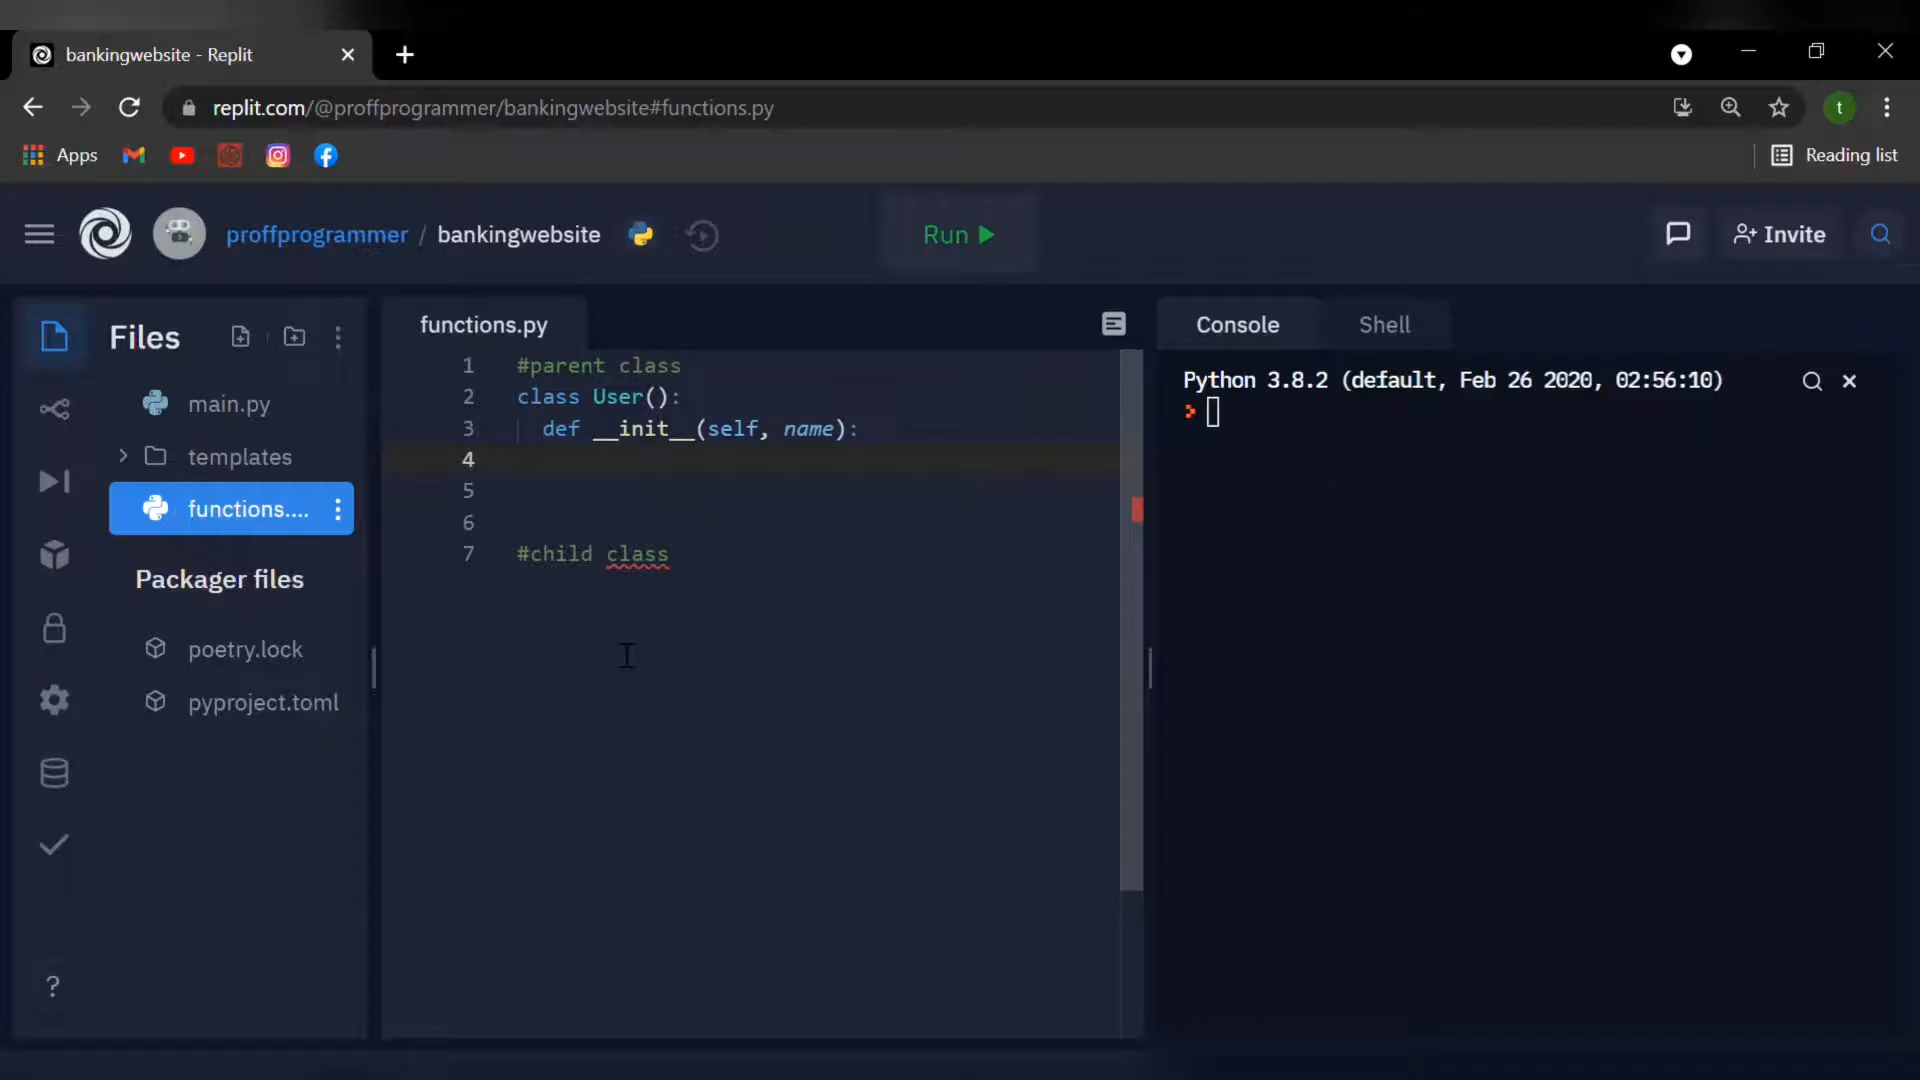 bankingwebsite - Replit
replit.com/@proffprogrammer/bankingwebsite#functions.py
t
Apps
Reading list
proffprogrammer / bankingwebsite
Run
Invite
Files
main.py
templates
functions....
Packager files
poetry.lock
pyproject.toml
?
functions.py
1 #parent class
2 class User():
3 def __init__(self, name):
4
5
6
7 #child class
Console
Shell
Python 3.8.2 (default, Feb 26 2020, 02:56:10)